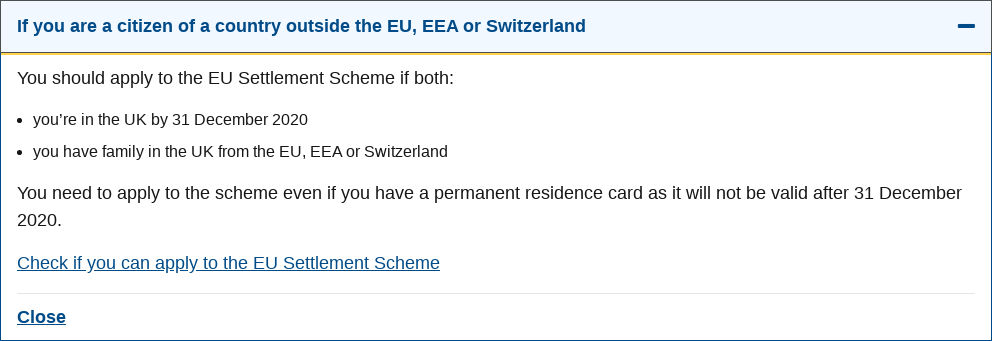 If you are a citizen of a country outside the EU, EEA or Switzerland
You should apply to the EU Settlement Scheme if both:
• you’re in the UK by 31 December 2020
• you have family in the UK from the EU, EEA or Switzerland
You need to apply to the scheme even if you have a permanent residence card as it will not be valid after 31 December
2020.
Check if you can apply to the EU Settlement Scheme
Close